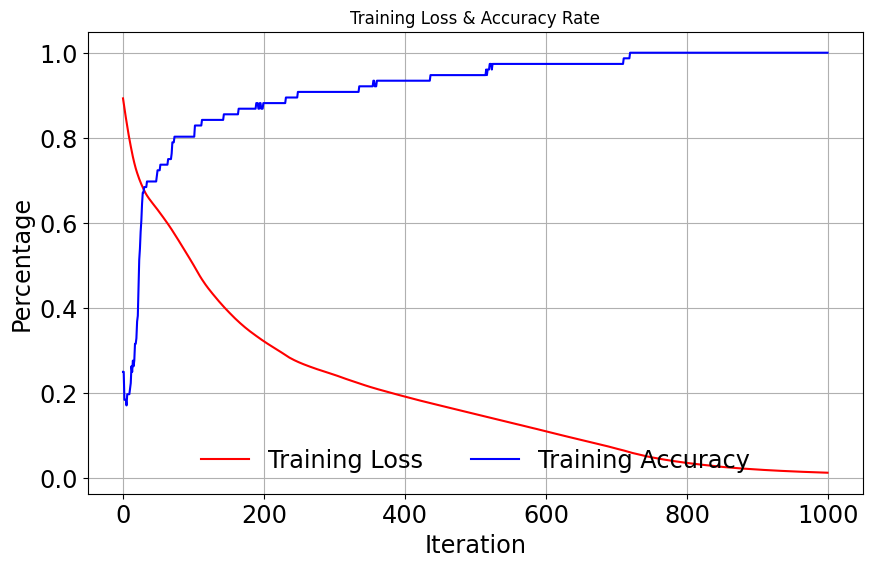 Training Loss & Accuracy Rate
1.0
0.8
0.6
0.4
0.2
0.0
Percentage
Training Loss
Training Accuracy
0 200 400 600 800 1000
Iteration